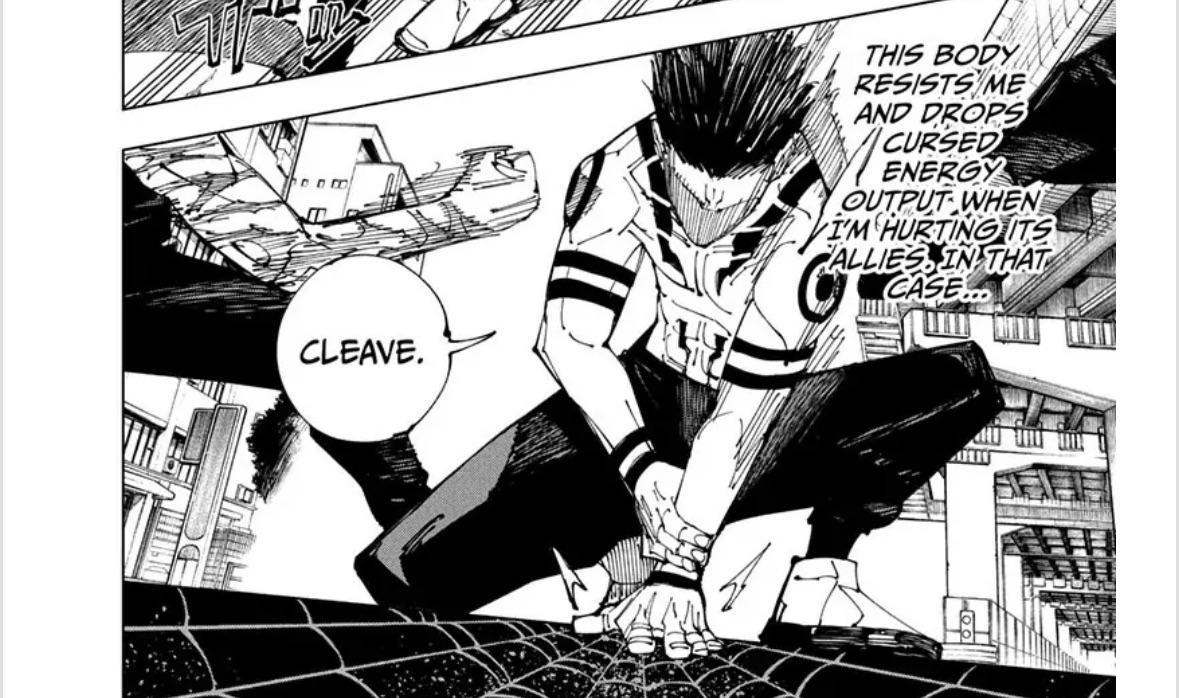 THIS BODY
RESISTS ME
AND DROPS
CURSED
ENERGY
OUTPUT WHEN
I'M HURTING ITS
ALLIES. IN THAT
CASE...
CLEAVE.